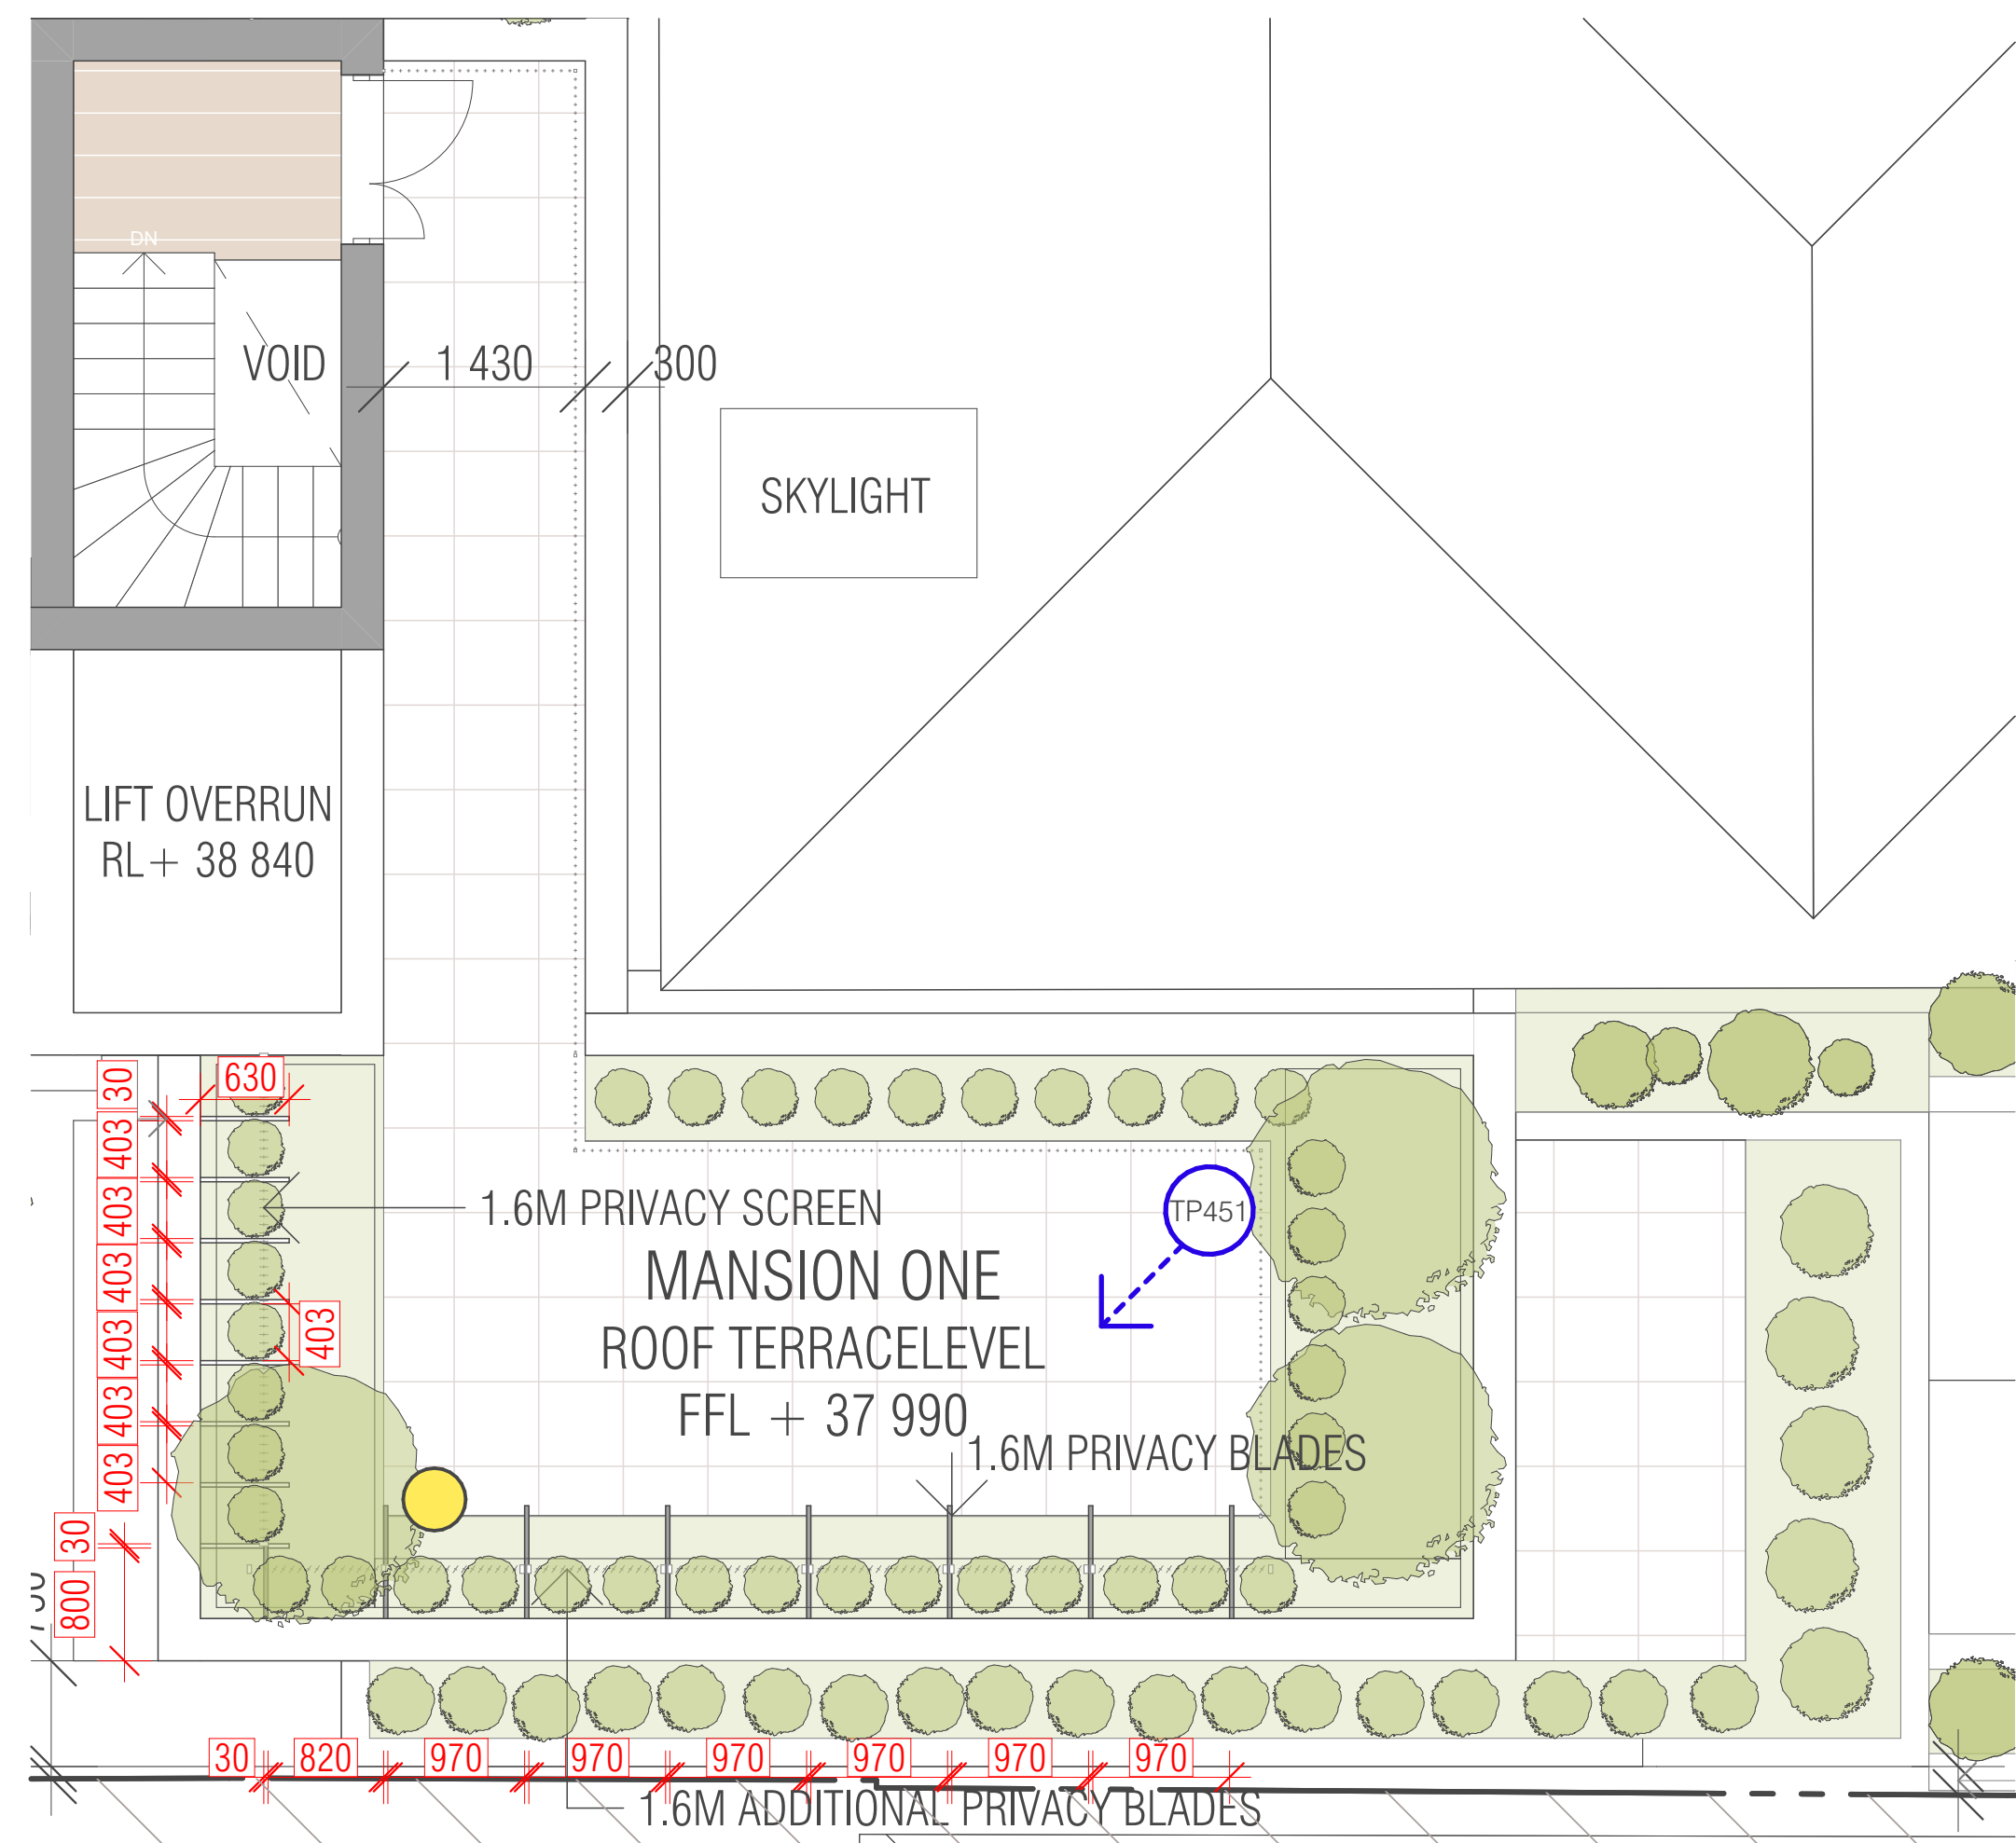 DN
VOID
1 430
300
SKYLIGHT
LIFT OVERRUN
RL+ 38 840
630
30
403
403
403
403
403
403
403
30
800
1.6M PRIVACY SCREEN
TP451
MANSION ONE
ROOF TERRACELEVEL
FFL + 37 990
1.6M PRIVACY BLADES
30
820
970
970
970
970
970
970
1.6M ADDITIONAL PRIVACY BLADES